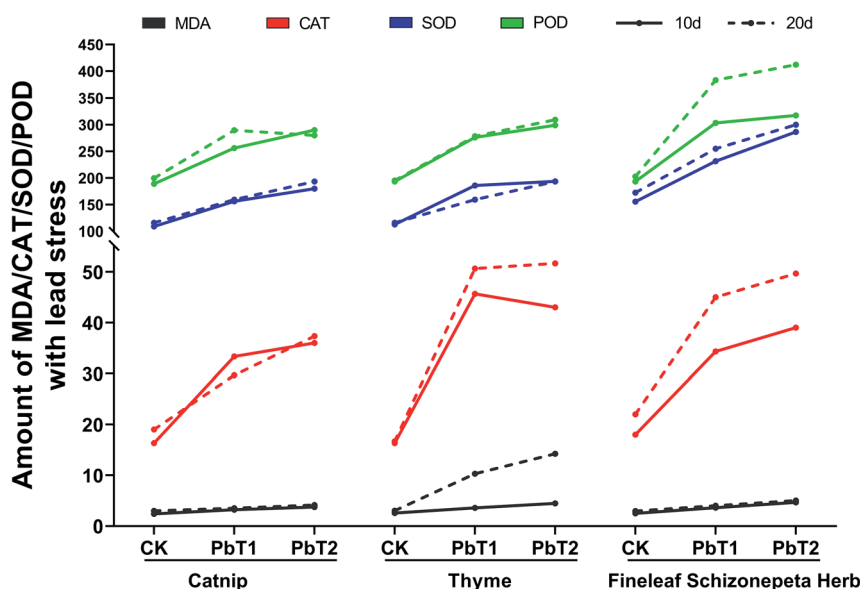 MDA CAT SOD POD 10d 20d
Amount of MDA/CAT/SOD/POD
with lead stress
450
400
350
300
250
200
150
100
50
40
30
20
10
0
CK PbT1 PbT2 CK PbT1 PbT2 CK PbT1 PbT2
Catnip Thyme Fineleaf Schizonepeta Herb